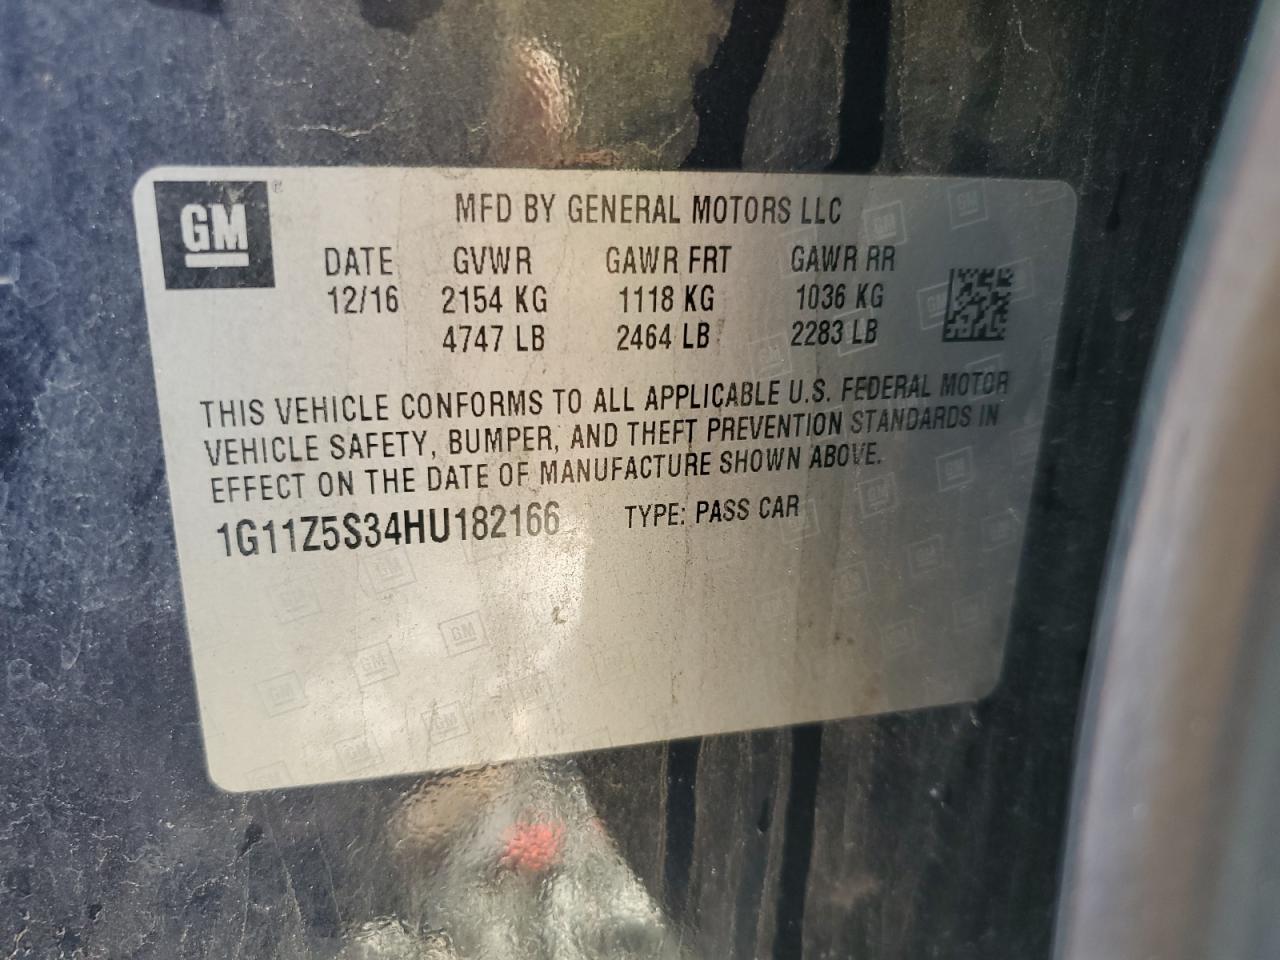 GM
MFD BY GENERAL MOTORS LLC
DATE GVWR GAWR FRT GAWR RR
12/16 2154 KG 1118 KG 1036 KG
4747 LB 2464 LB 2283 LB
THIS VEHICLE CONFORMS TO ALL APPLICABLE U.S. FEDERAL MOTOR
VEHICLE SAFETY, BUMPER, AND THEFT PREVENTION STANDARDS IN
EFFECT ON THE DATE OF MANUFACTURE SHOWN ABOVE.
1G11Z5S34HU182166 TYPE: PASS CAR